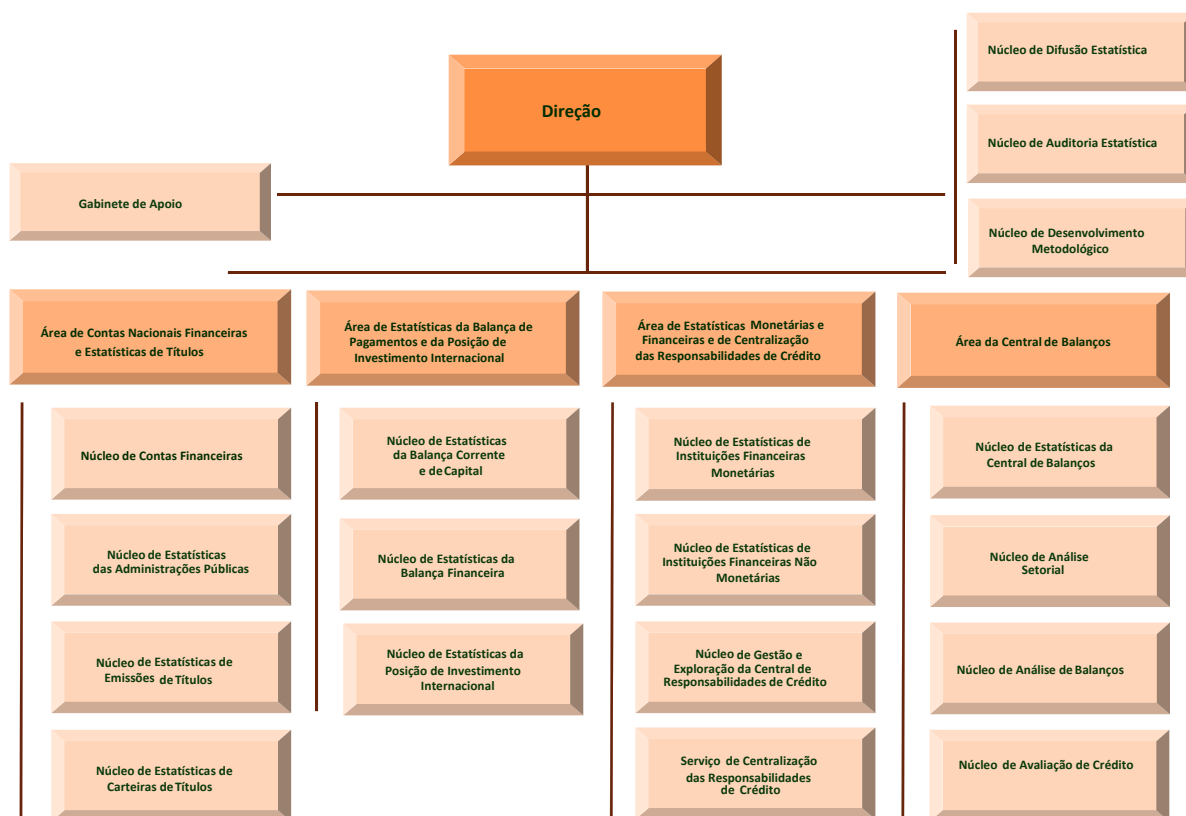 Direção
Núcleo de Difusão Estatística
Núcleo de Auditoria Estatística
Núcleo de Desenvolvimento
Metodológico
Gabinete de Apoio
Área de Contas Nacionais Financeiras
e Estatísticas de Títulos
Núcleo de Contas Financeiras
Núcleo de Estatísticas
das Administrações Públicas
Núcleo de Estatísticas de
Emissões de Títulos
Núcleo de Estatísticas de
Carteiras de Títulos
Área de Estatísticas da Balança de
Pagamentos e da Posição de
Investimento Internacional
Núcleo de Estatísticas
da Balança Corrente
e de Capital
Núcleo de Estatísticas da
Balança Financeira
Núcleo de Estatísticas da
Posição de Investimento
Internacional
Área de Estatísticas Monetárias e
Financeiras e de Centralização
das Responsabilidades de Crédito
Núcleo de Estatísticas de
Instituições Financeiras
Monetárias
Núcleo de Estatísticas de
Instituições Financeiras Não
Monetárias
Núcleo de Gestão e
Exploração da Central de
Responsabilidades de Crédito
Serviço de Centralização
das Responsabilidades
de Crédito
Área da Central de Balanços
Núcleo de Estatísticas da
Central de Balanços
Núcleo de Análise
Setorial
Núcleo de Análise de Balanços
Núcleo de Avaliação de Crédito